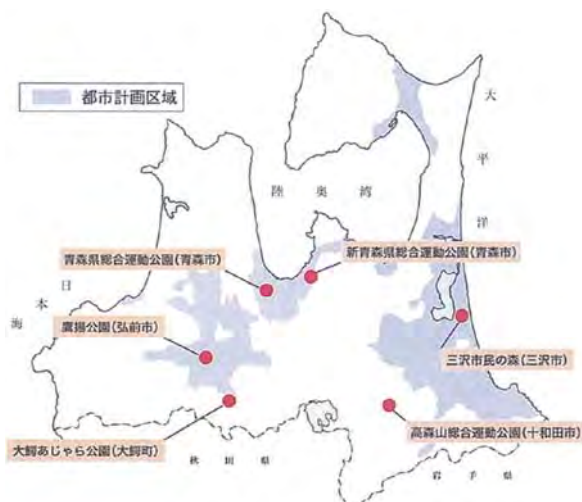 都市計画区域
太平洋
陸奥湾
青森県総合運動公園(青森市)
新青森県総合運動公園(青森市)
日本海
鷹揚公園(弘前市)
三沢市民の森(三沢市)
大鰐あじゃら公園(大鰐町)
高森山総合運動公園(十和田市)
秋田県
岩手県